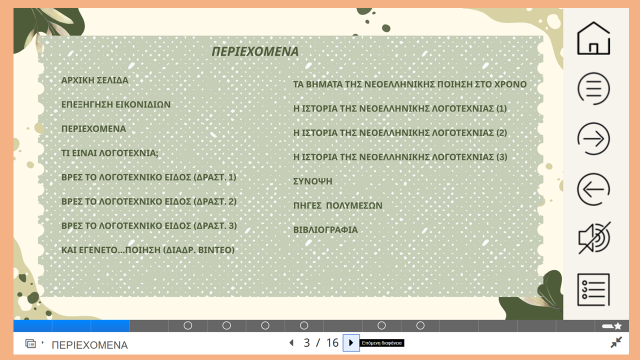 ΠΕΡΙΕΧΟΜΕΝΑ
ΑΡΧΙΚΗ ΣΕΛΙΔΑ
ΕΠΕΞΗΓΗΣΗ ΕΙΚΟΝΙΔΙΩΝ
ΠΕΡΙΕΧΟΜΕΝΑ
ΤΙ ΕΙΝΑΙ ΛΟΓΟΤΕΧΝΙΑ;
ΒΡΕΣ ΤΟ ΛΟΓΟΤΕΧΝΙΚΟ ΕΙΔΟΣ (ΔΡΑΣΤ. 1)
ΒΡΕΣ ΤΟ ΛΟΓΟΤΕΧΝΙΚΟ ΕΙΔΟΣ (ΔΡΑΣΤ. 2)
ΒΡΕΣ ΤΟ ΛΟΓΟΤΕΧΝΙΚΟ ΕΙΔΟΣ (ΔΡΑΣΤ. 3)
ΚΑΙ ΕΓΕΝΕΤΟ...ΠΟΙΗΣΗ (ΔΙΑΔΡ. ΒΙΝΤΕΟ)
ΤΑ ΒΗΜΑΤΑ ΤΗΣ ΝΕΟΕΛΛΗΝΙΚΗΣ ΠΟΙΗΣΗ ΣΤΟ ΧΡΟΝΟ
Η ΙΣΤΟΡΙΑ ΤΗΣ ΝΕΟΕΛΛΗΝΙΚΗΣ ΛΟΓΟΤΕΧΝΙΑΣ (1)
Η ΙΣΤΟΡΙΑ ΤΗΣ ΝΕΟΕΛΛΗΝΙΚΗΣ ΛΟΓΟΤΕΧΝΙΑΣ (2)
Η ΙΣΤΟΡΙΑ ΤΗΣ ΝΕΟΕΛΛΗΝΙΚΗΣ ΛΟΓΟΤΕΧΝΙΑΣ (3)
ΣΥΝΟΨΗ
ΠΗΓΕΣ ΠΟΛΥΜΕΣΩΝ
ΒΙΒΛΙΟΓΡΑΦΙΑ
ΠΕΡΙΕΧΟΜΕΝΑ
3 / 16
Επόμενη διαφάνεια